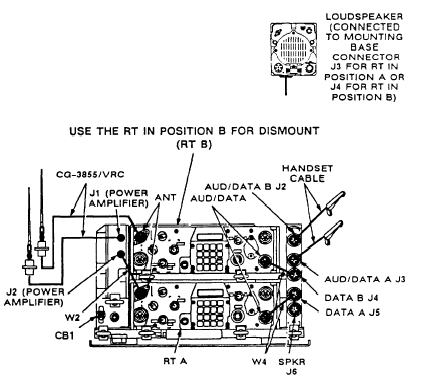 LOUDSPEAKER
(CONNECTED
TO MOUNTING
BASE
CONNECTOR
J3 FOR RT IN
POSITION A OR
J4 FOR RT IN
POSITION B)
USE THE RT IN POSITION B FOR DISMOUNT
(RT B)
CG-3855/VRC
J1 (POWER
AMPLIFIER)
ANT
AUD/DATA B J2
AUD/DATA
HANDSET
CABLE
J2 (POWER
AMPLIFIER)
W2
CB1
RT A
W4
SPKR
J6
AUD/DATA A J3
DATA B J4
DATA A J5